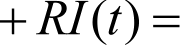 + RI(t) =